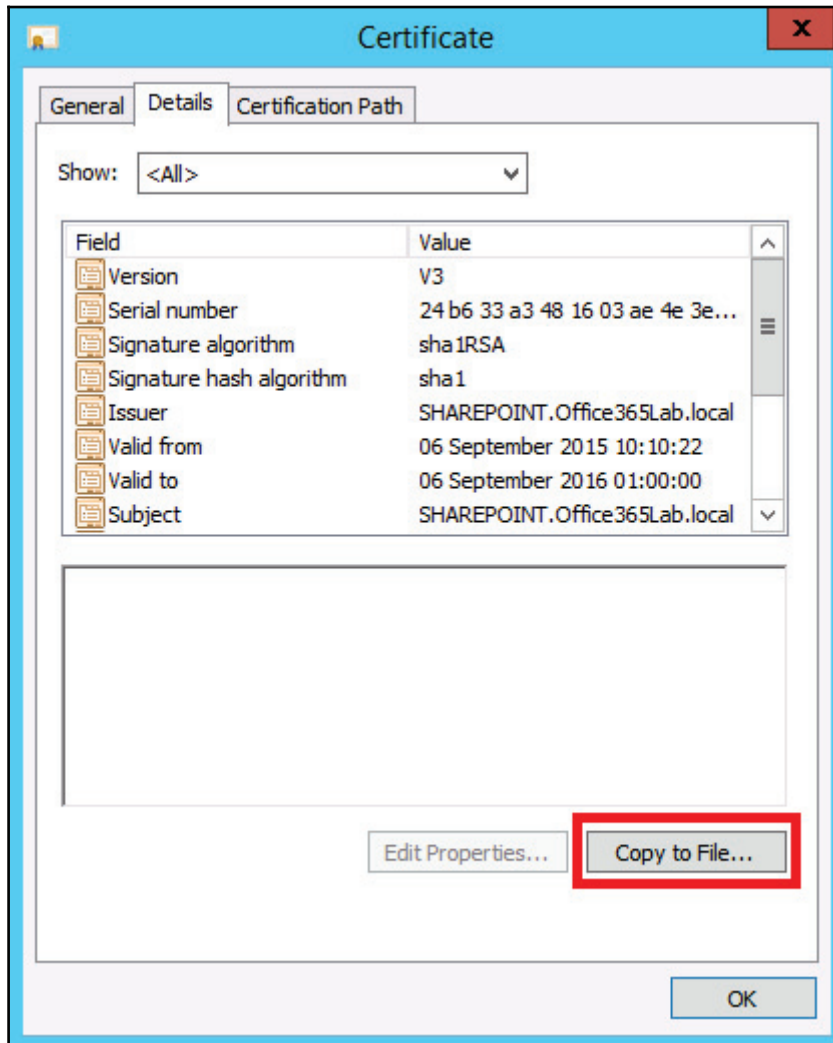 Certificate
x
General Details Certification Path
Show: <All>
Field Value
Version V3
Serial number 24 b6 33 a3 48 16 03 ae 4e 3e...
Signature algorithm sha1RSA
Signature hash algorithm sha1
Issuer SHAREPOINT.Office365Lab.local
Valid from 06 September 2015 10:10:22
Valid to 06 September 2016 01:00:00
Subject SHAREPOINT.Office365Lab.local
Edit Properties... Copy to File...
OK